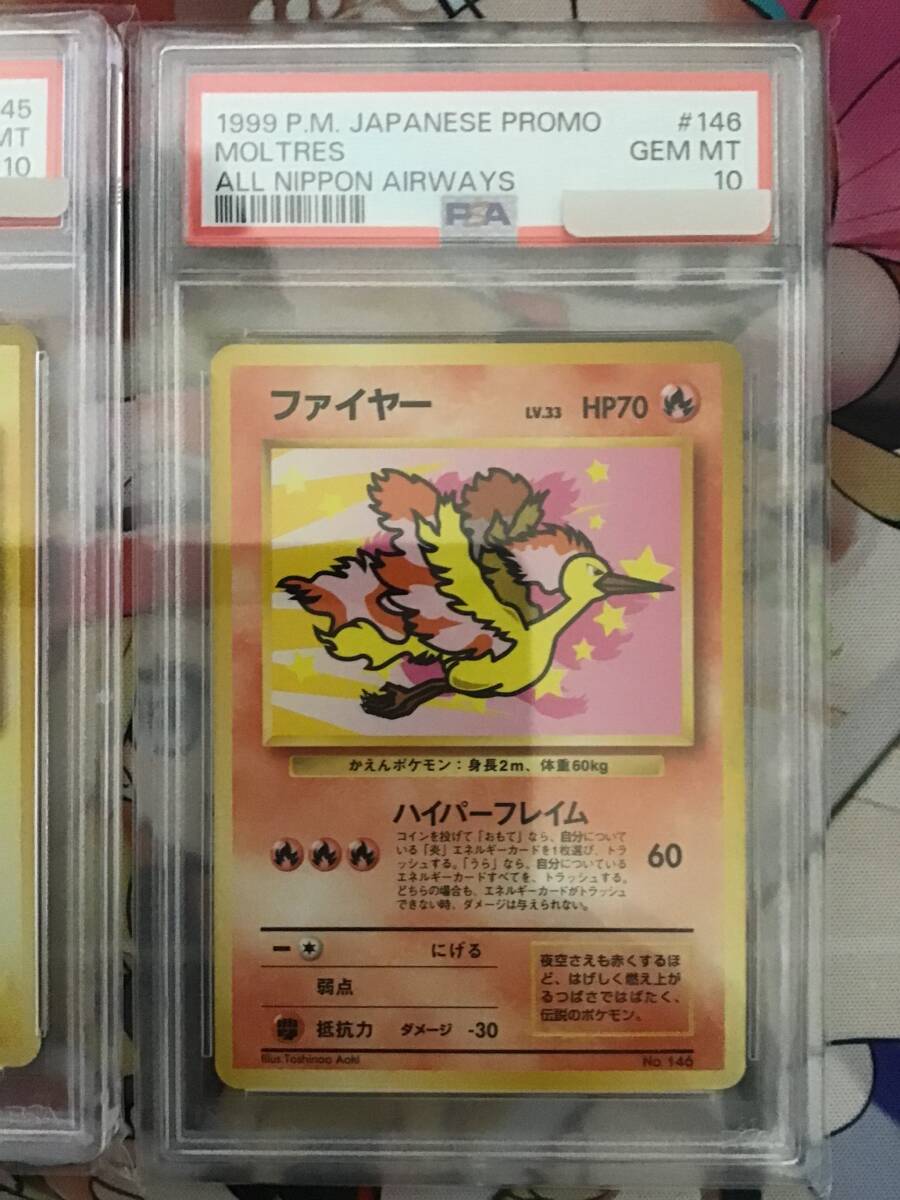 45
MT
10
1999 P.M. JAPANESE PROMO #146
MOLTRES GEM MT
ALL NIPPON AIRWAYS 10
PSA
ファイヤー LV.33 HP70
かえんポケモン：身長2m、体重60kg
ハイパーフレイム
コインを投げて「おもて」なら、自分について
いる「炎」エネルギーカードを1枚選び、トラ
ッシュする。「うら」なら、自分についている
エネルギーカードすべてを、トラッシュする。
どちらの場合も、エネルギーカードがトラッシュ
できない時、ダメージは与えられない。
60
にげる
弱点
抵抗力 ダメージ -30
夜空さえも赤くするほ
ど、はげしく燃え上が
るつばさではばたく、
伝説のポケモン。
Illus.Toshinao Aoki No. 146